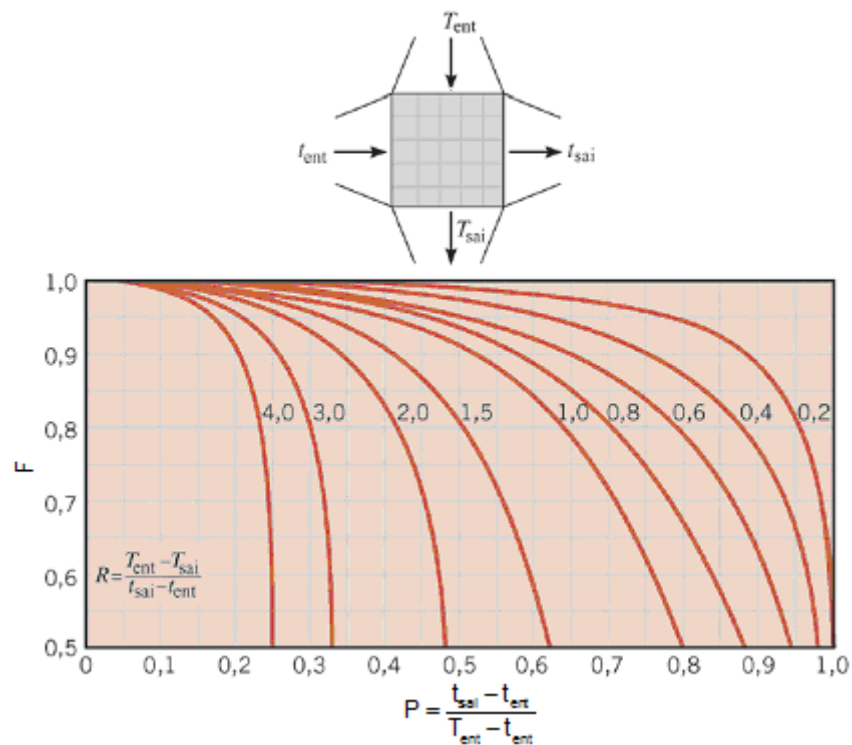 T_ent
t_ent t_sai
T_sai
1,0
0,9
0,8
0,7
0,6
0,5
F
4,0 3,0 2,0 1,5 1,0 0,8 0,6 0,4 0,2
R = (T_ent − T_sai) / (t_sai − t_ent)
0 0,1 0,2 0,3 0,4 0,5 0,6 0,7 0,8 0,9 1,0
P = (t_sai − t_ent) / (T_ent − t_ent)